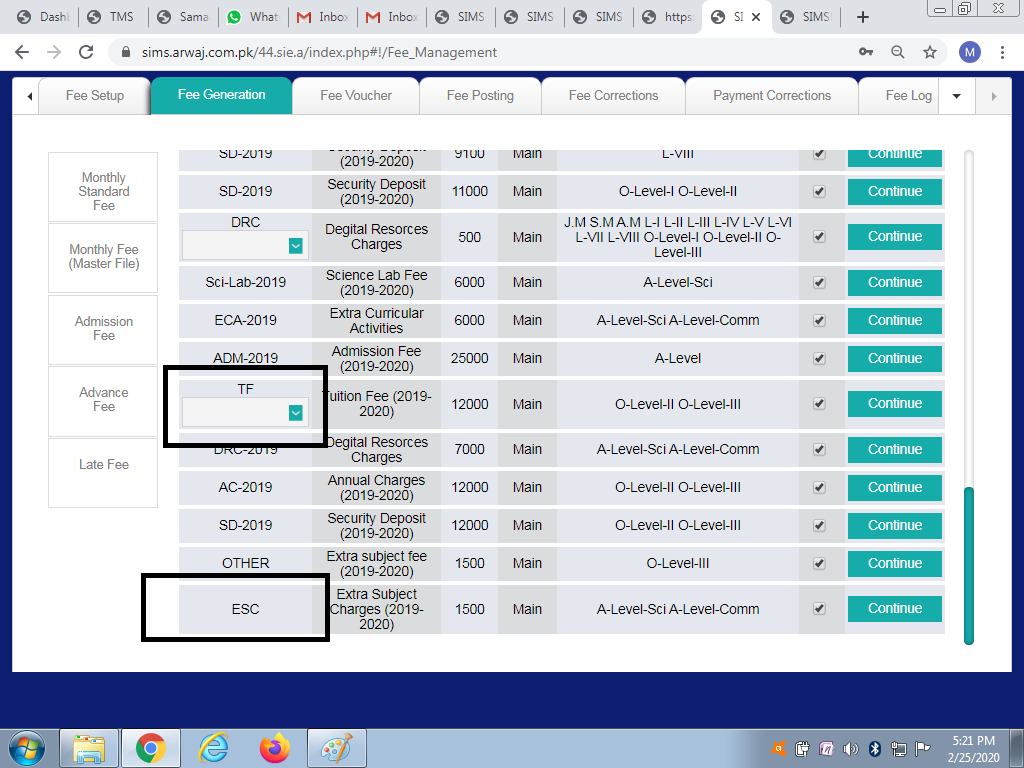 Dashb
TMS
Sama
What
Inbox
Inbox
SIMS
SIMS
SIMS
https:
SI
SIMS
sims.arwaj.com.pk/44.sie.a/index.php#!/Fee_Management
M
Fee Setup
Fee Generation
Fee Voucher
Fee Posting
Fee Corrections
Payment Corrections
Fee Log
Monthly
Standard
Fee
Monthly Fee
(Master File)
Admission
Fee
Advance
Fee
Late Fee
SD-2019 Security Deposit (2019-2020) 9100 Main L-VIII Continue
SD-2019 Security Deposit (2019-2020) 11000 Main O-Level-I O-Level-II Continue
DRC
Degital Resorces Charges 500 Main
J.M S.M A.M L-I L-II L-III L-IV L-V L-VI
L-VII L-VIII O-Level-I O-Level-II O-
Level-III
Continue
Sci-Lab-2019 Science Lab Fee (2019-2020) 6000 Main A-Level-Sci Continue
ECA-2019 Extra Curricular Activities 6000 Main A-Level-Sci A-Level-Comm Continue
ADM-2019 Admission Fee (2019-2020) 25000 Main A-Level Continue
TF
Tuition Fee (2019-
2020) 12000 Main O-Level-II O-Level-III Continue
DRC-2019 Degital Resorces Charges 7000 Main A-Level-Sci A-Level-Comm Continue
AC-2019 Annual Charges (2019-2020) 12000 Main O-Level-II O-Level-III Continue
SD-2019 Security Deposit (2019-2020) 12000 Main O-Level-II O-Level-III Continue
OTHER Extra subject fee (2019-2020) 1500 Main O-Level-III Continue
ESC
Extra Subject
Charges (2019-
2020)
1500 Main A-Level-Sci A-Level-Comm Continue
5:21 PM
2/25/2020